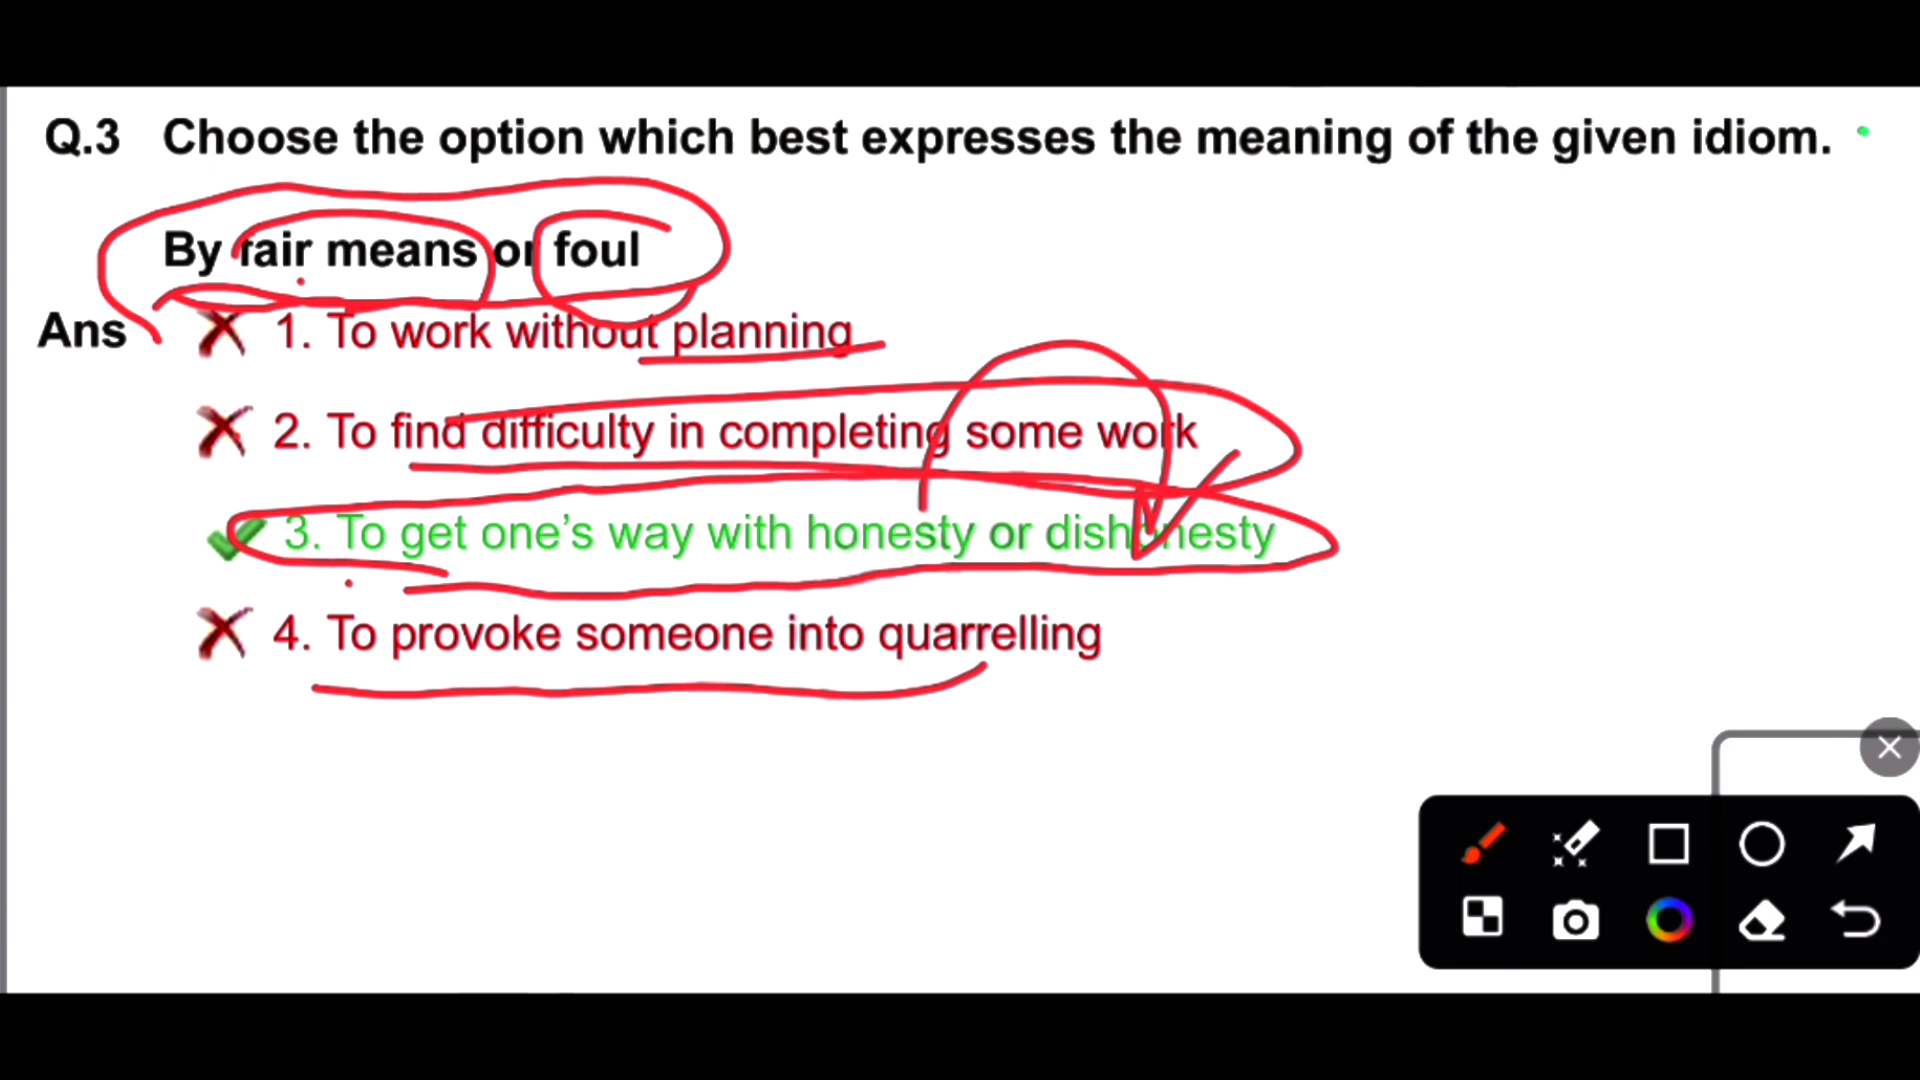 Q.3 Choose the option which best expresses the meaning of the given idiom.
By fair means or foul
Ans 1. To work without planning
2. To find difficulty in completing some work
3. To get one's way with honesty or dishonesty
4. To provoke someone into quarrelling